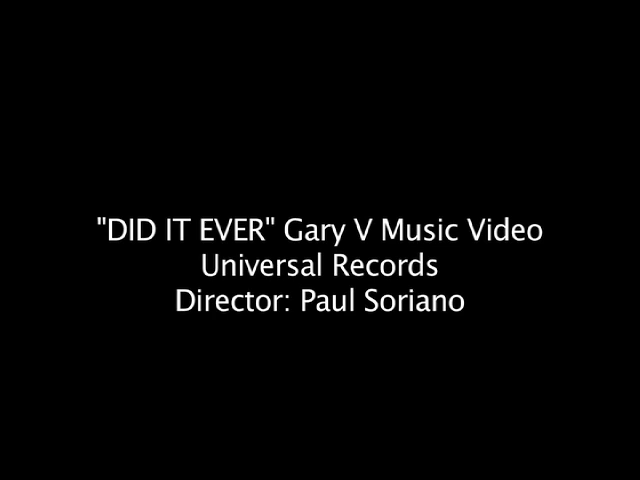 "DID IT EVER" Gary V Music Video
Universal Records
Director: Paul Soriano